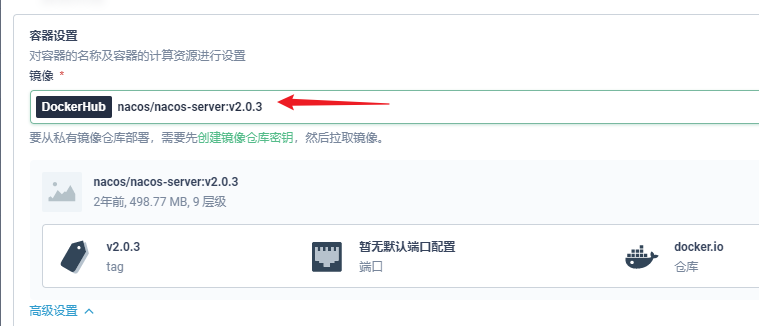 容器设置
对容器的名称及容器的计算资源进行设置
镜像 *
DockerHub nacos/nacos-server:v2.0.3
要从私有镜像仓库部署，需要先创建镜像仓库密钥，然后拉取镜像。
nacos/nacos-server:v2.0.3
2年前, 498.77 MB, 9 层级
v2.0.3
tag
暂无默认端口配置
端口
docker.io
仓库
高级设置